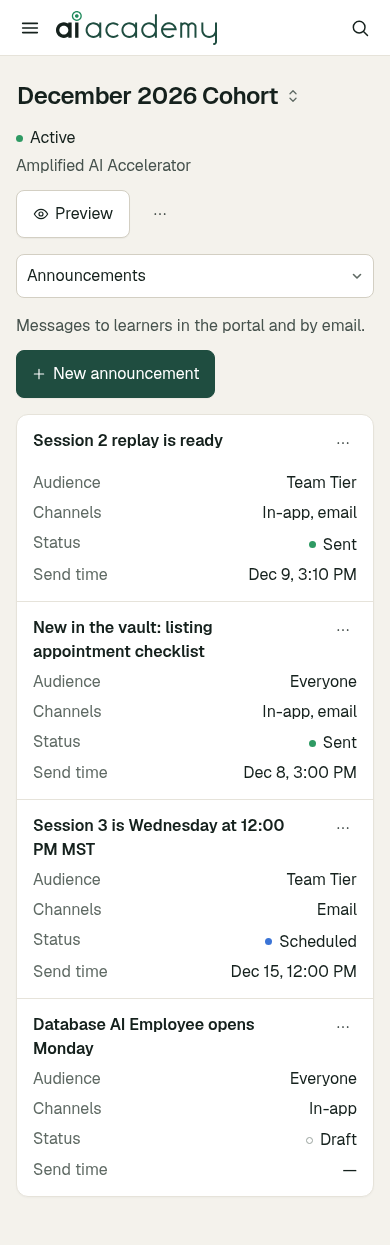 ai academy
December 2026 Cohort
Active
Amplified AI Accelerator
Preview ...
Announcements
Messages to learners in the portal and by email.
+ New announcement
Session 2 replay is ready ...
Audience Team Tier
Channels In-app, email
Status Sent
Send time Dec 9, 3:10 PM
New in the vault: listing ...
appointment checklist
Audience Everyone
Channels In-app, email
Status Sent
Send time Dec 8, 3:00 PM
Session 3 is Wednesday at 12:00 ...
PM MST
Audience Team Tier
Channels Email
Status Scheduled
Send time Dec 15, 12:00 PM
Database AI Employee opens ...
Monday
Audience Everyone
Channels In-app
Status Draft
Send time —